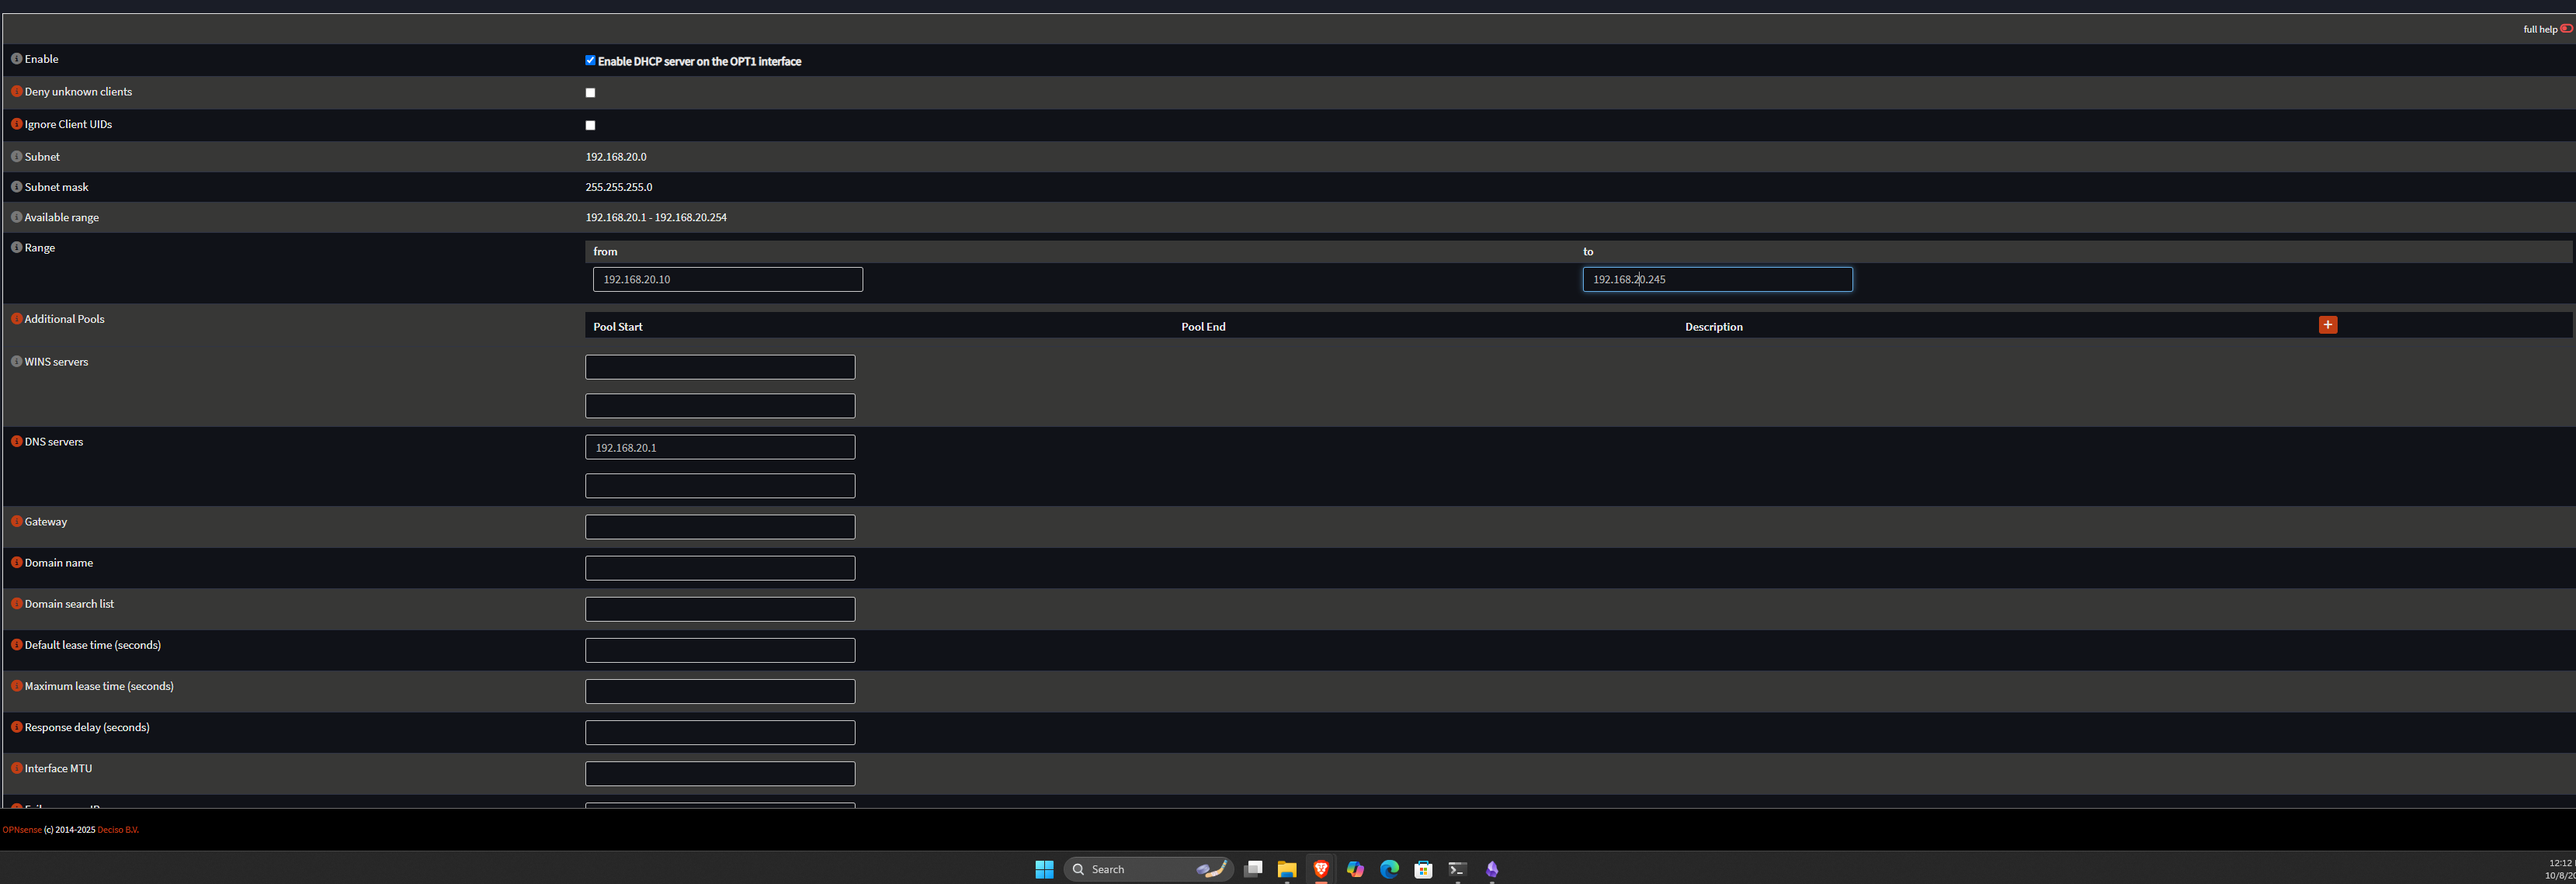 full help
Enable
Enable DHCP server on the OPT1 interface
Deny unknown clients
Ignore Client UIDs
Subnet
192.168.20.0
Subnet mask
255.255.255.0
Available range
192.168.20.1 - 192.168.20.254
Range
from to
192.168.20.10 192.168.20.245
Additional Pools
Pool Start Pool End Description
WINS servers
DNS servers
192.168.20.1
Gateway
Domain name
Domain search list
Default lease time (seconds)
Maximum lease time (seconds)
Response delay (seconds)
Interface MTU
OPNsense (c) 2014-2025 Deciso B.V.
Search
12:12
10/8/20